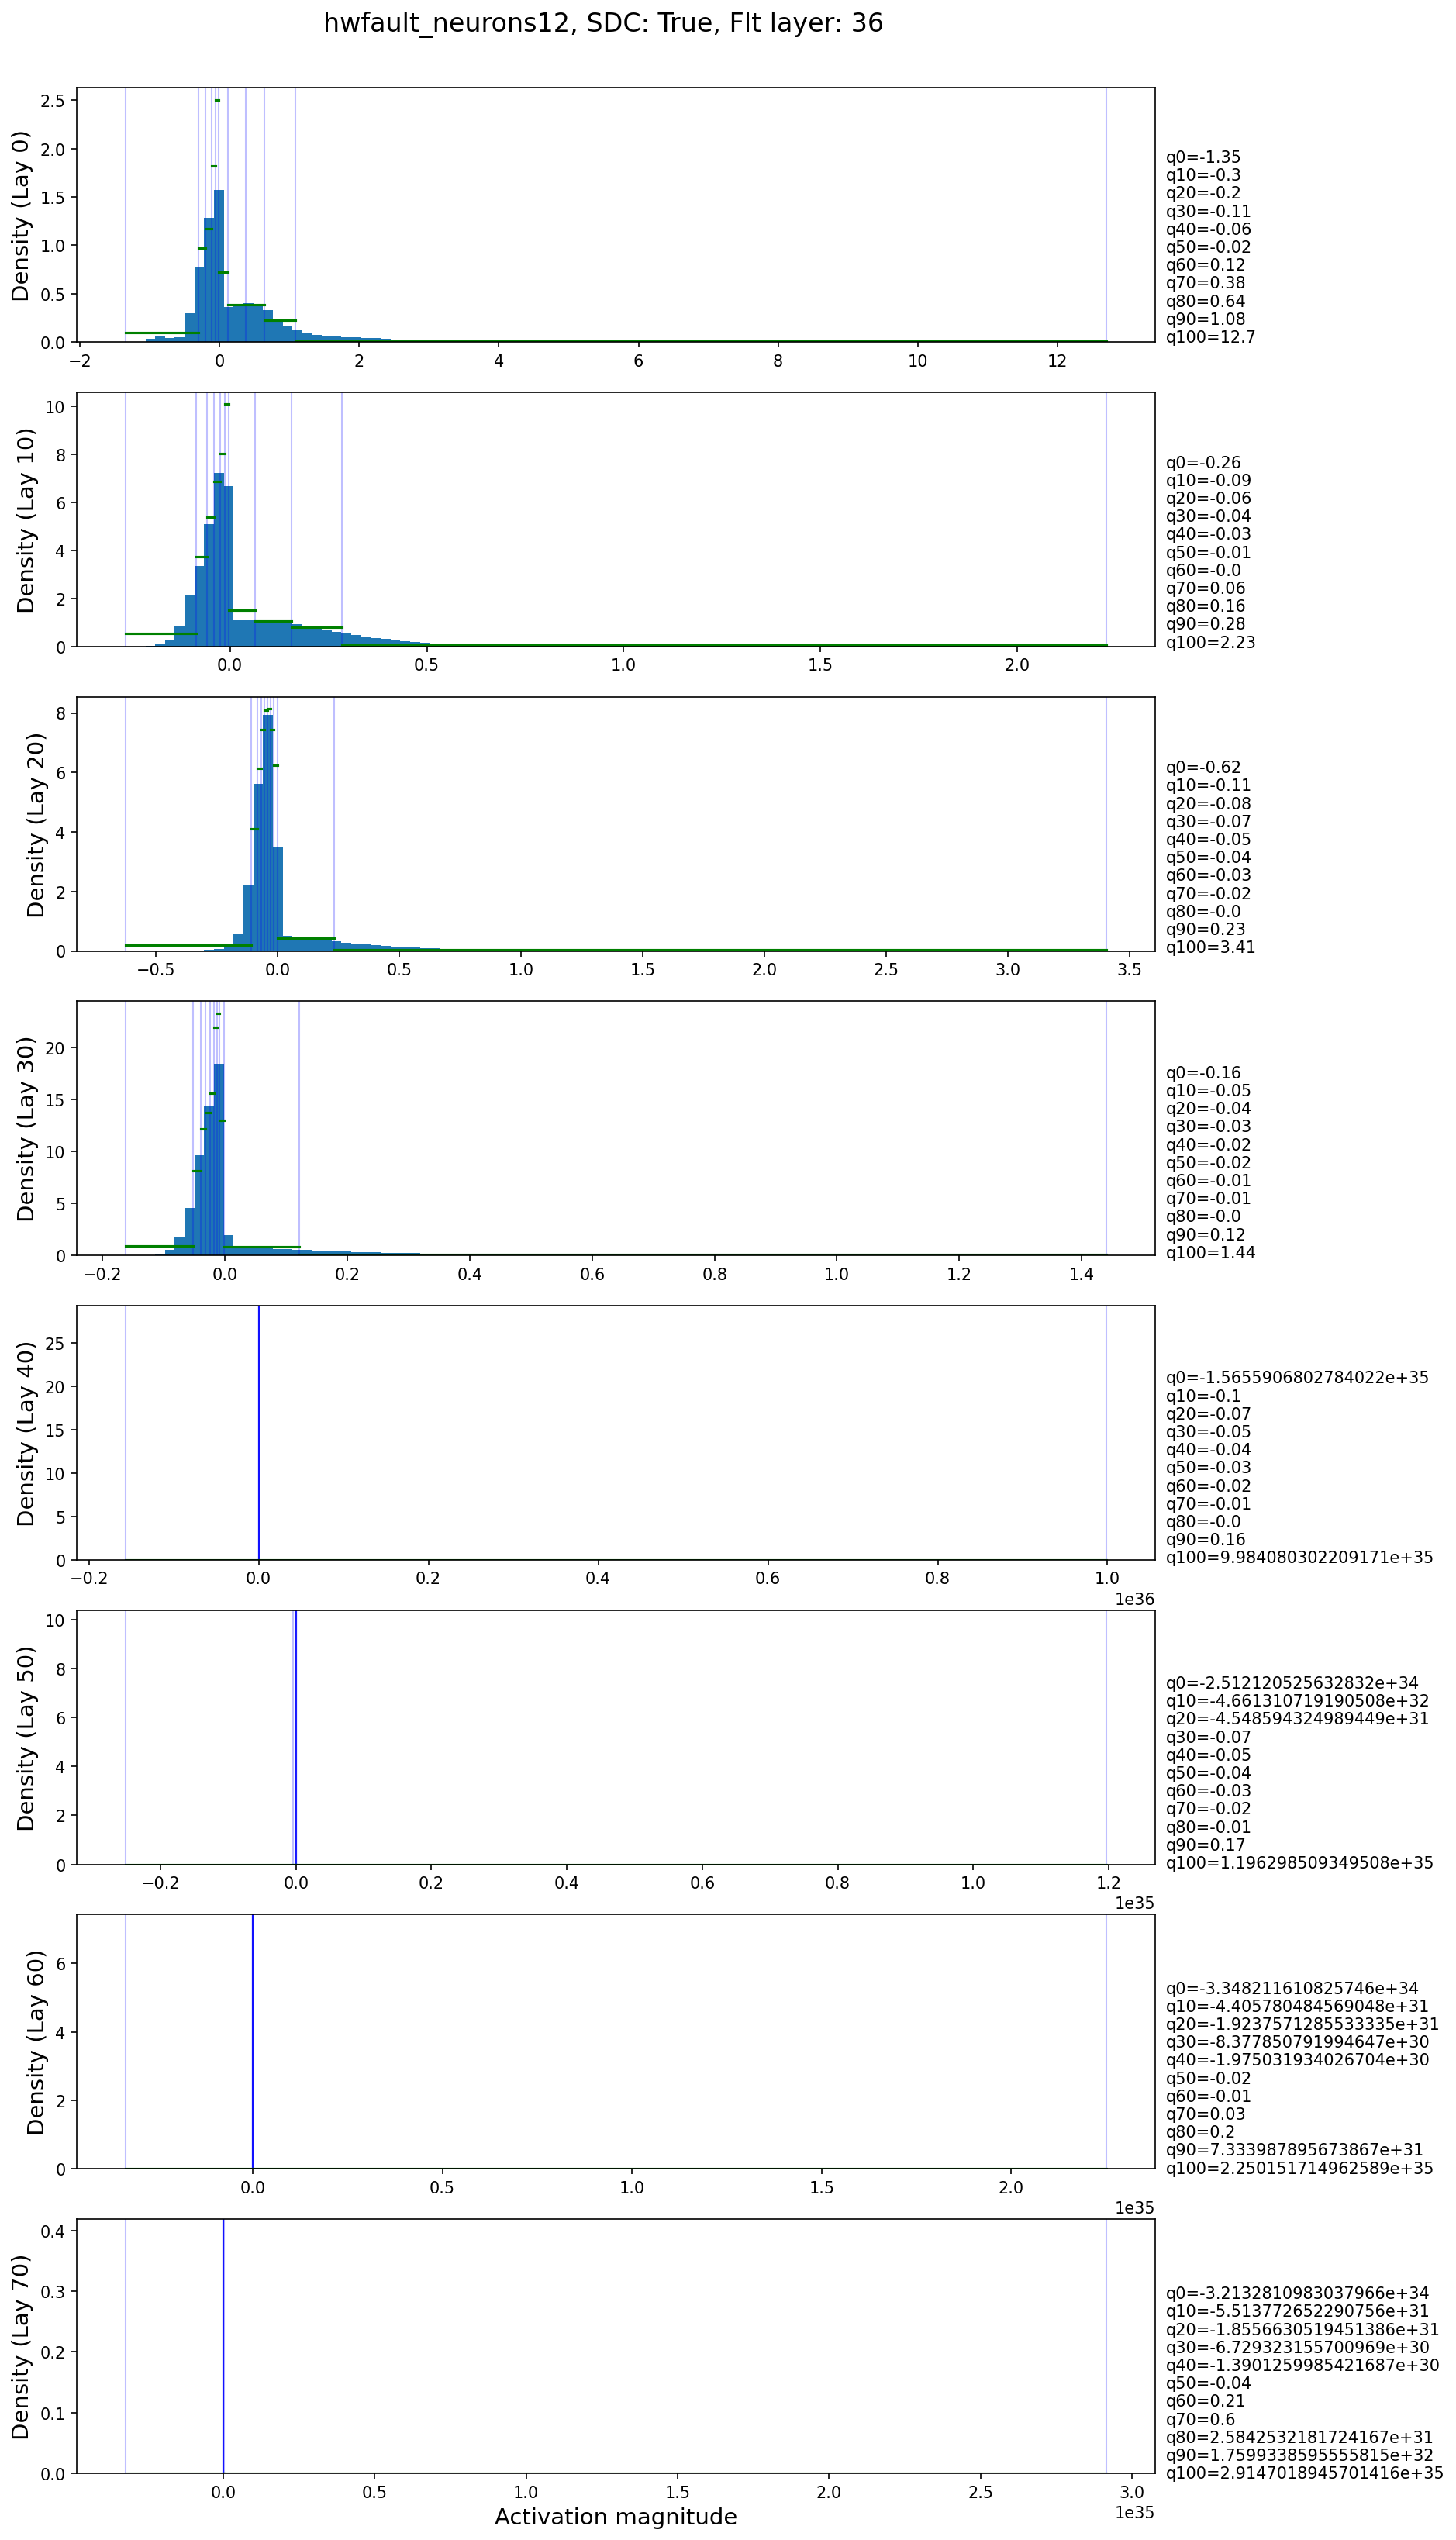 hwfault_neurons12, SDC: True, Flt layer: 36
Density (Lay 0)
2.5
2.0
1.5
1.0
0.5
0.0
−2 0 2 4 6 8 10 12
q0=-1.35
q10=-0.3
q20=-0.2
q30=-0.11
q40=-0.06
q50=-0.02
q60=0.12
q70=0.38
q80=0.64
q90=1.08
q100=12.7
Density (Lay 10)
10
8
6
4
2
0
0.0 0.5 1.0 1.5 2.0
q0=-0.26
q10=-0.09
q20=-0.06
q30=-0.04
q40=-0.03
q50=-0.01
q60=-0.0
q70=0.06
q80=0.16
q90=0.28
q100=2.23
Density (Lay 20)
8
6
4
2
0
−0.5 0.0 0.5 1.0 1.5 2.0 2.5 3.0 3.5
q0=-0.62
q10=-0.11
q20=-0.08
q30=-0.07
q40=-0.05
q50=-0.04
q60=-0.03
q70=-0.02
q80=-0.0
q90=0.23
q100=3.41
Density (Lay 30)
20
15
10
5
0
−0.2 0.0 0.2 0.4 0.6 0.8 1.0 1.2 1.4
q0=-0.16
q10=-0.05
q20=-0.04
q30=-0.03
q40=-0.02
q50=-0.02
q60=-0.01
q70=-0.01
q80=-0.0
q90=0.12
q100=1.44
Density (Lay 40)
25
20
15
10
5
0
−0.2 0.0 0.2 0.4 0.6 0.8 1.0
1e36
q0=-1.5655906802784022e+35
q10=-0.1
q20=-0.07
q30=-0.05
q40=-0.04
q50=-0.03
q60=-0.02
q70=-0.01
q80=-0.0
q90=0.16
q100=9.984080302209171e+35
Density (Lay 50)
10
8
6
4
2
0
−0.2 0.0 0.2 0.4 0.6 0.8 1.0 1.2
1e35
q0=-2.512120525632832e+34
q10=-4.661310719190508e+32
q20=-4.548594324989449e+31
q30=-0.07
q40=-0.05
q50=-0.04
q60=-0.03
q70=-0.02
q80=-0.01
q90=0.17
q100=1.196298509349508e+35
Density (Lay 60)
6
4
2
0
0.0 0.5 1.0 1.5 2.0
1e35
q0=-3.348211610825746e+34
q10=-4.405780484569048e+31
q20=-1.9237571285533335e+31
q30=-8.377850791994647e+30
q40=-1.975031934026704e+30
q50=-0.02
q60=-0.01
q70=0.03
q80=0.2
q90=7.333987895673867e+31
q100=2.250151714962589e+35
Density (Lay 70)
0.4
0.3
0.2
0.1
0.0
0.0 0.5 1.0 1.5 2.0 2.5 3.0
1e35
q0=-3.2132810983037966e+34
q10=-5.513772652290756e+31
q20=-1.8556630519451386e+31
q30=-6.729323155700969e+30
q40=-1.3901259985421687e+30
q50=-0.04
q60=0.21
q70=0.6
q80=2.5842532181724167e+31
q90=1.7599338595555815e+32
q100=2.9147018945701416e+35
Activation magnitude